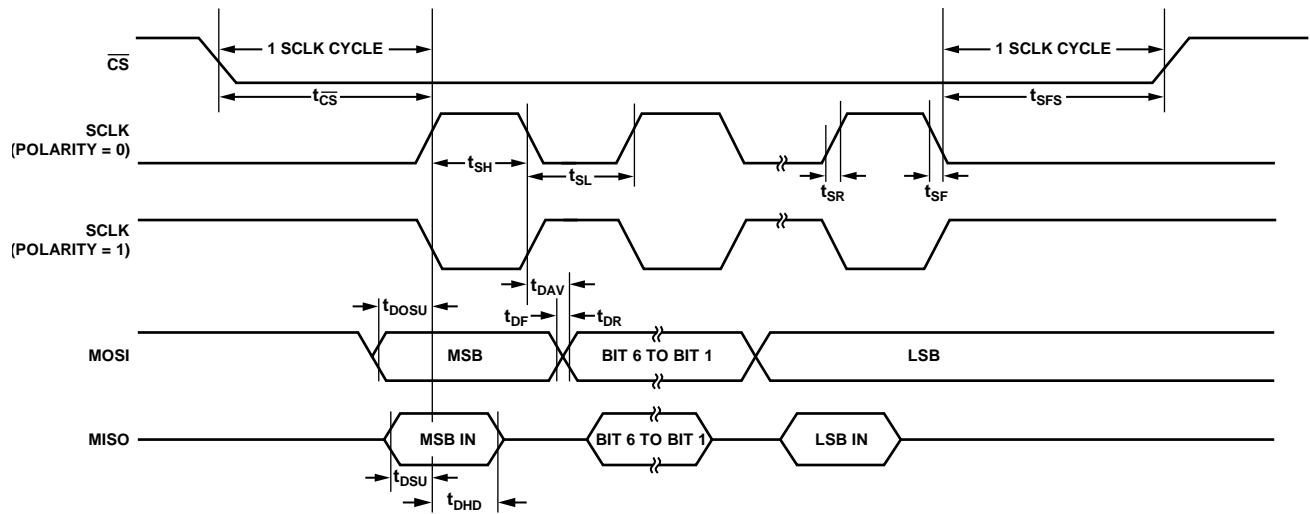 1 SCLK CYCLE
1 SCLK CYCLE
CS
tCS
tSFS
SCLK
(POLARITY = 0)
tSH
tSL
tSR
tSF
SCLK
(POLARITY = 1)
tDAV
tDOSU
tDF
tDR
MOSI
MSB
BIT 6 TO BIT 1
LSB
MISO
MSB IN
BIT 6 TO BIT 1
LSB IN
tDSU
tDHD